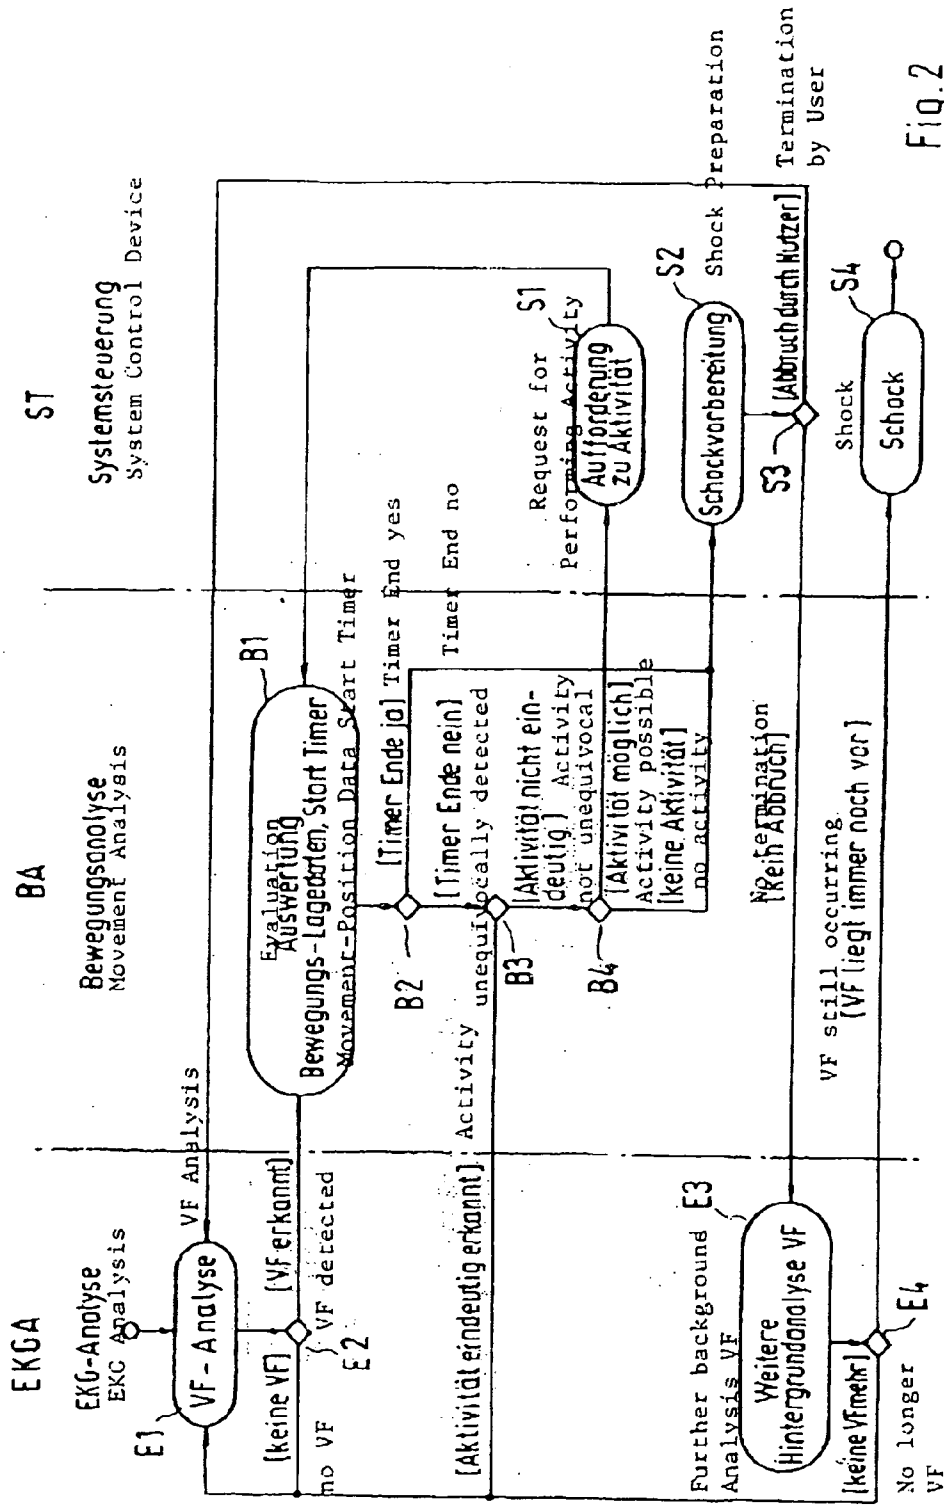 EKGA
EKG-Analyse
EKC Analysis
BA
Bewegungsanalyse
Movement Analysis
ST
Systemsteuerung
System Control Device
E1
VF-Analyse
VF Analysis
[keine VF]
no VF
E2
[VF erkannt]
VF detected
B1
Evaluation
Auswertung
Bewegungs-Lagedaten, Start Timer
Movement-Position Data Start Timer
B2
[Timer Ende ja]
Timer End yes
[Timer Ende nein]
Timer End no
B3
[Aktivität eindeutig erkannt]
Activity
unequivocally detected
[Aktivität nicht ein-
deutig]
Activity
not unequivocal
B4
[Aktivität möglich]
Activity possible
[keine Aktivität]
no activity
Request for
Performing Activity
S1
Aufforderung
zu Aktivität
S2
Schockvorbereitung
Shock Preparation
S3
[Abbruch durch Nutzer]
Termination
by User
No termination
[Kein Abbruch]
E3
Further background
Analysis VF
Weitere
Hintergrundanalyse VF
[keine VF mehr]
No longer
VF
E4
VF still occurring
[VF liegt immer noch vor]
Shock
S4
Schock
Fig. 2